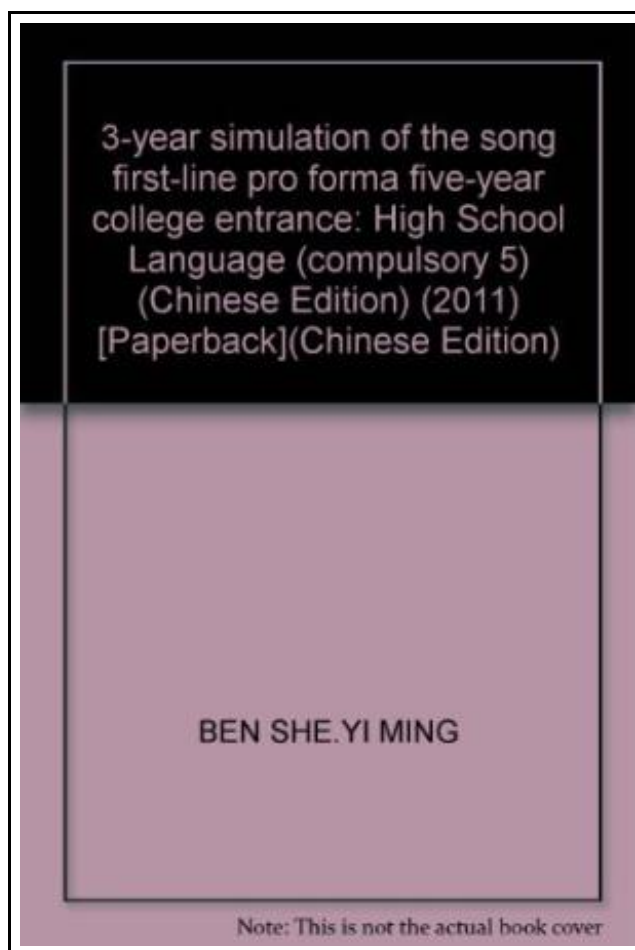 3-year simulation of the song
first-line pro forma five-year
college entrance: High School
Language (compulsory 5)
(Chinese Edition) (2011)
[Paperback](Chinese Edition)
BEN SHE.YI MING
Note: This is not the actual book cover